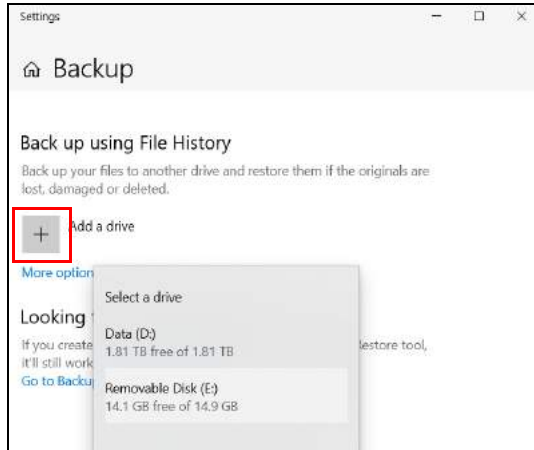 Settings
Backup
Back up using File History
Back up your files to another drive and restore them if the originals are
lost, damaged or deleted.
Add a drive
More option
Select a drive
Looking
Data (D:)
If you create
estore tool,
1.81 TB free of 1.81 TB
it'll still work
Go to Backu
Removable Disk (E:)
14.1 GB free of 14.9 GB